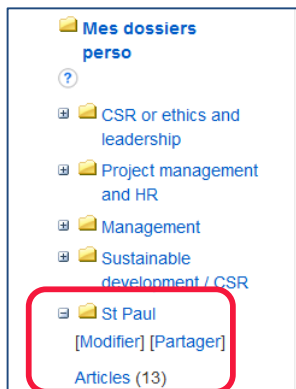 Mes dossiers
perso
?
CSR or ethics and
leadership
Project management
and HR
Management
Sustainable
development / CSR
St Paul
[Modifier] [Partager]
Articles (13)